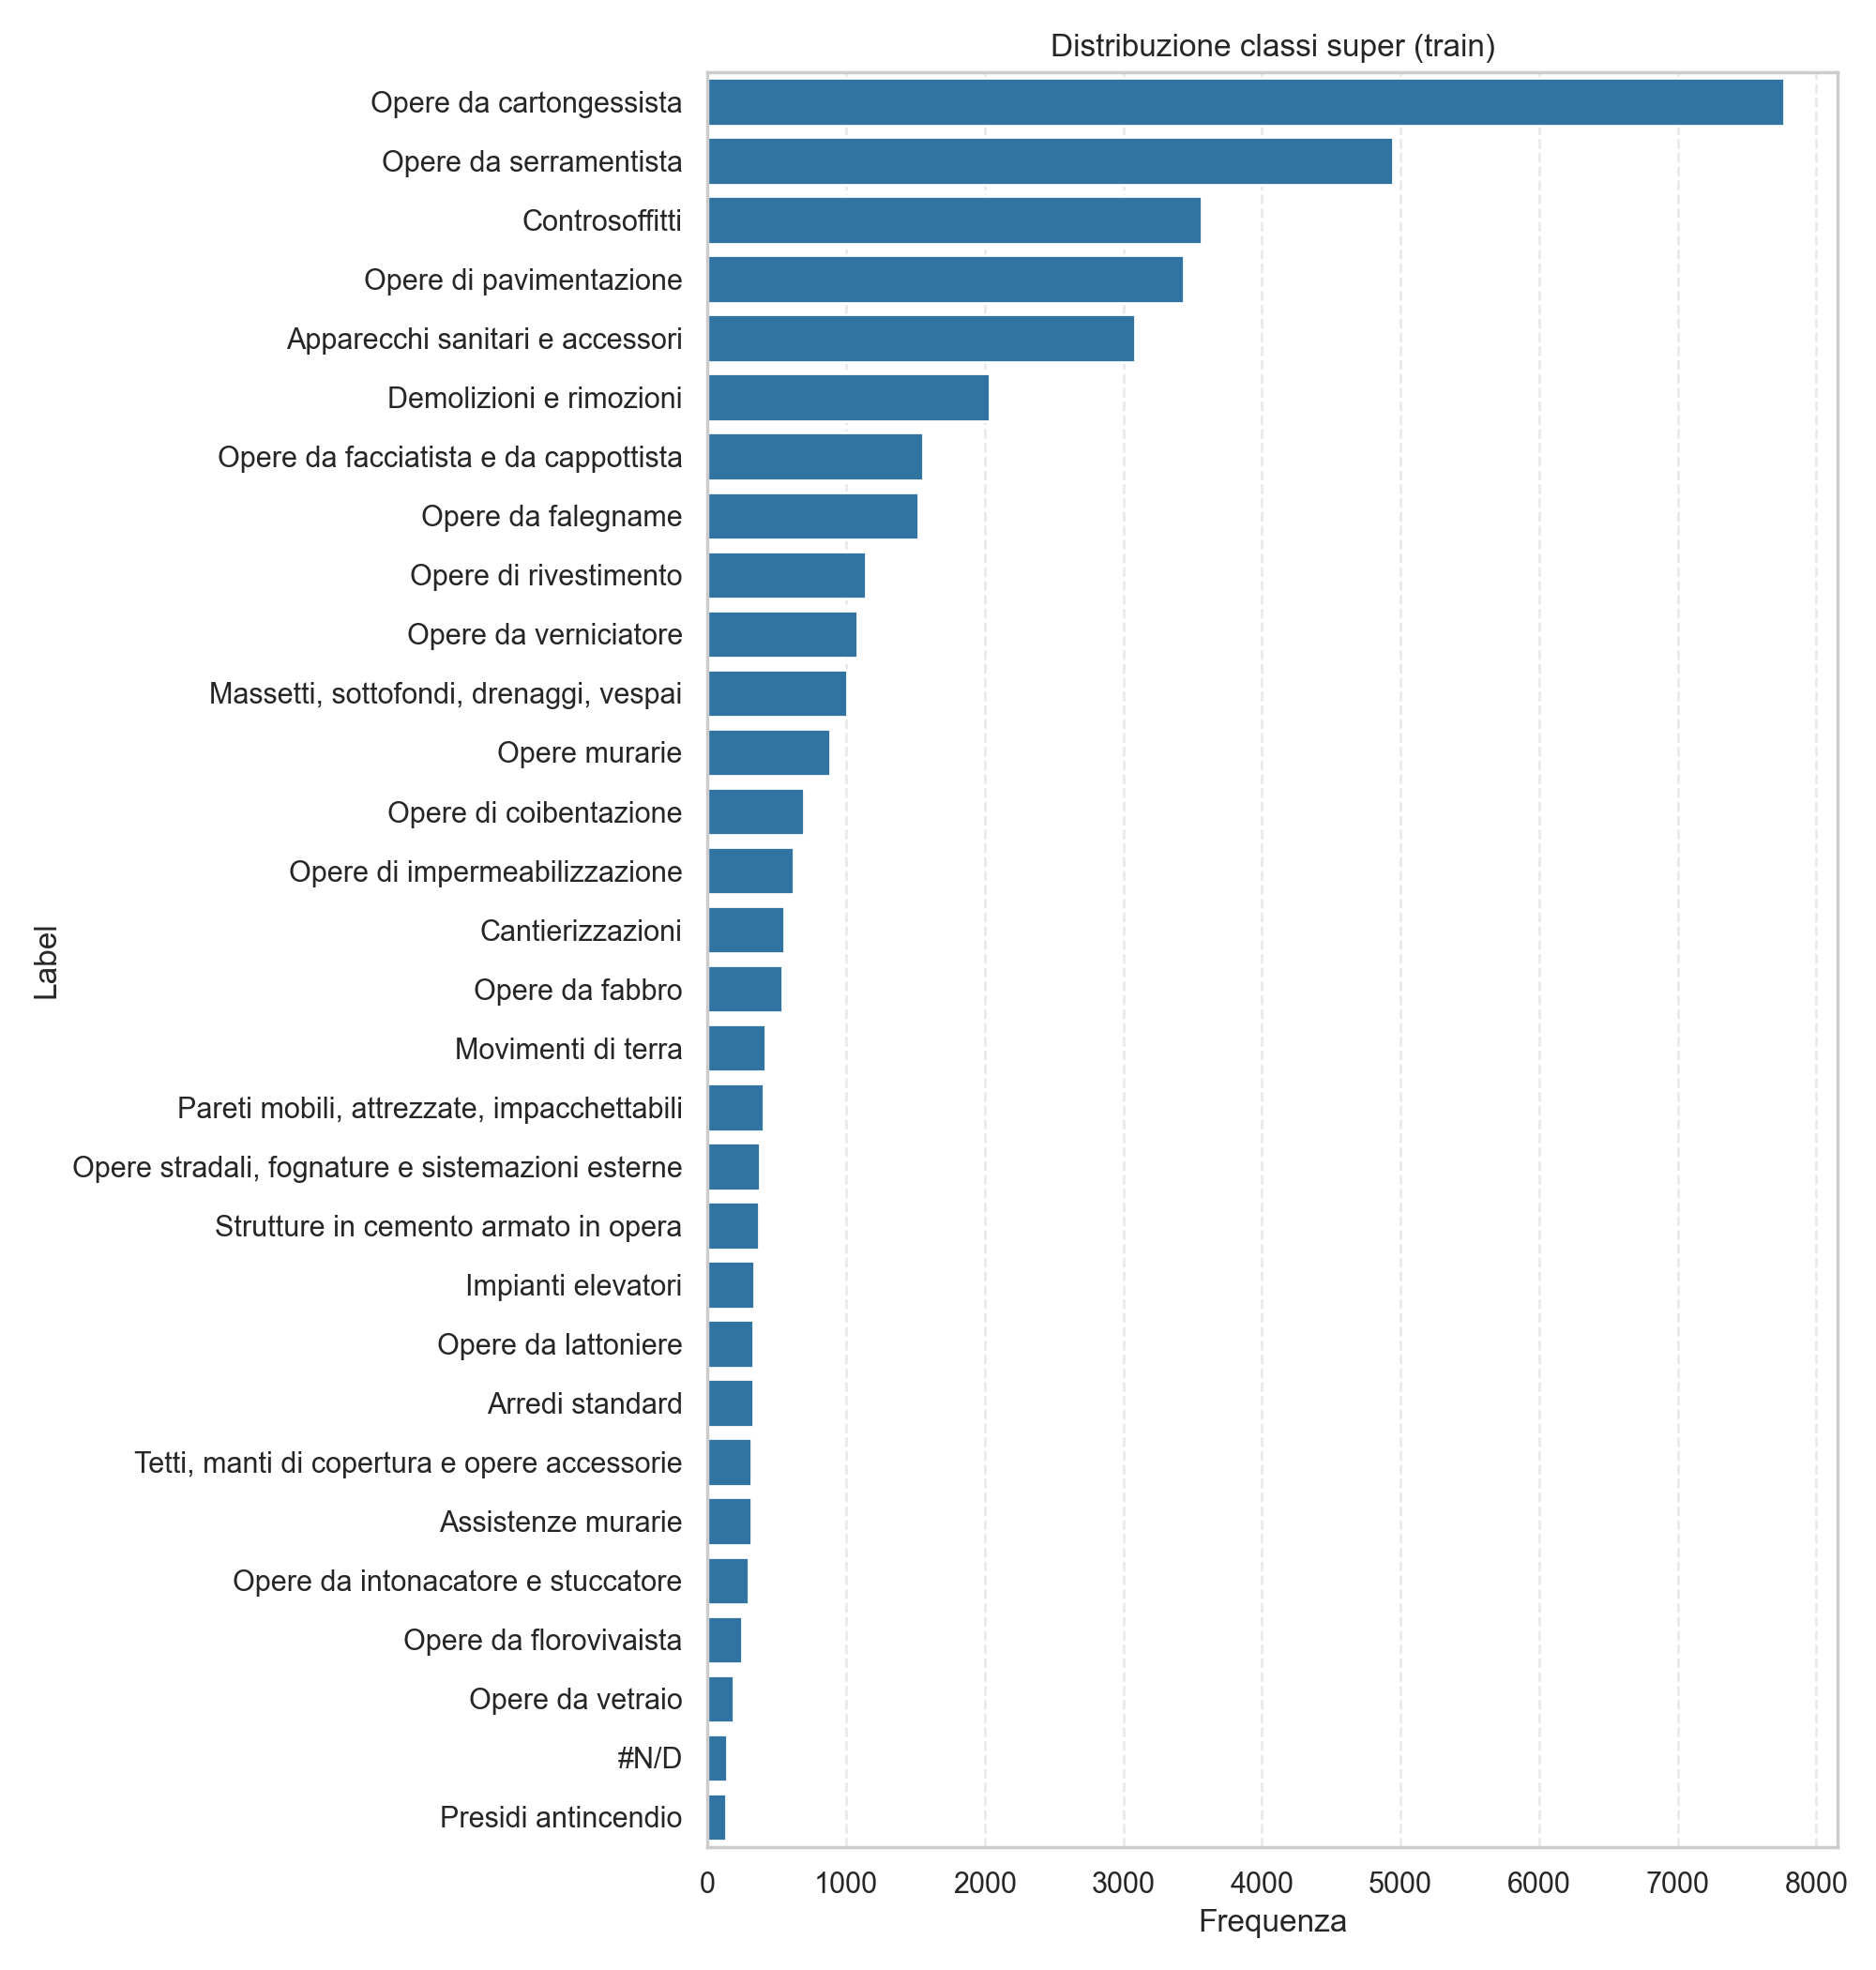 Distribuzione classi super (train)
Opere da cartongessista
Opere da serramentista
Controsoffitti
Opere di pavimentazione
Apparecchi sanitari e accessori
Demolizioni e rimozioni
Opere da facciatista e da cappottista
Opere da falegname
Opere di rivestimento
Opere da verniciatore
Massetti, sottofondi, drenaggi, vespai
Opere murarie
Opere di coibentazione
Opere di impermeabilizzazione
Cantierizzazioni
Opere da fabbro
Movimenti di terra
Pareti mobili, attrezzate, impacchettabili
Opere stradali, fognature e sistemazioni esterne
Strutture in cemento armato in opera
Impianti elevatori
Opere da lattoniere
Arredi standard
Tetti, manti di copertura e opere accessorie
Assistenze murarie
Opere da intonacatore e stuccatore
Opere da florovivaista
Opere da vetraio
#N/D
Presidi antincendio
Label
0 1000 2000 3000 4000 5000 6000 7000 8000
Frequenza